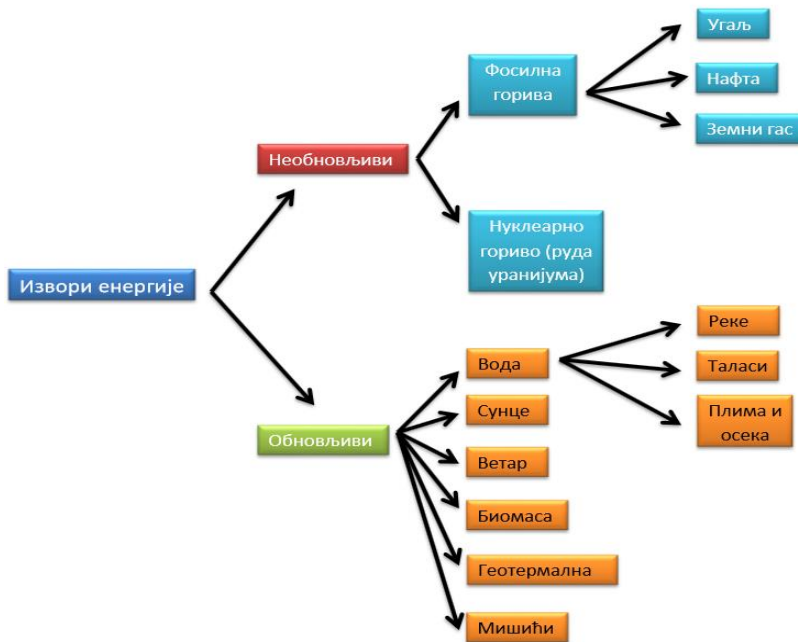 Извори енергије
Необновљиви
Фосилна
горива
Угаљ
Нафта
Земни гас
Нуклеарно
гориво (руда
уранијума)
Обновљиви
Вода
Реке
Таласи
Плима и
осека
Сунце
Ветар
Биомаса
Геотермална
Мишићи